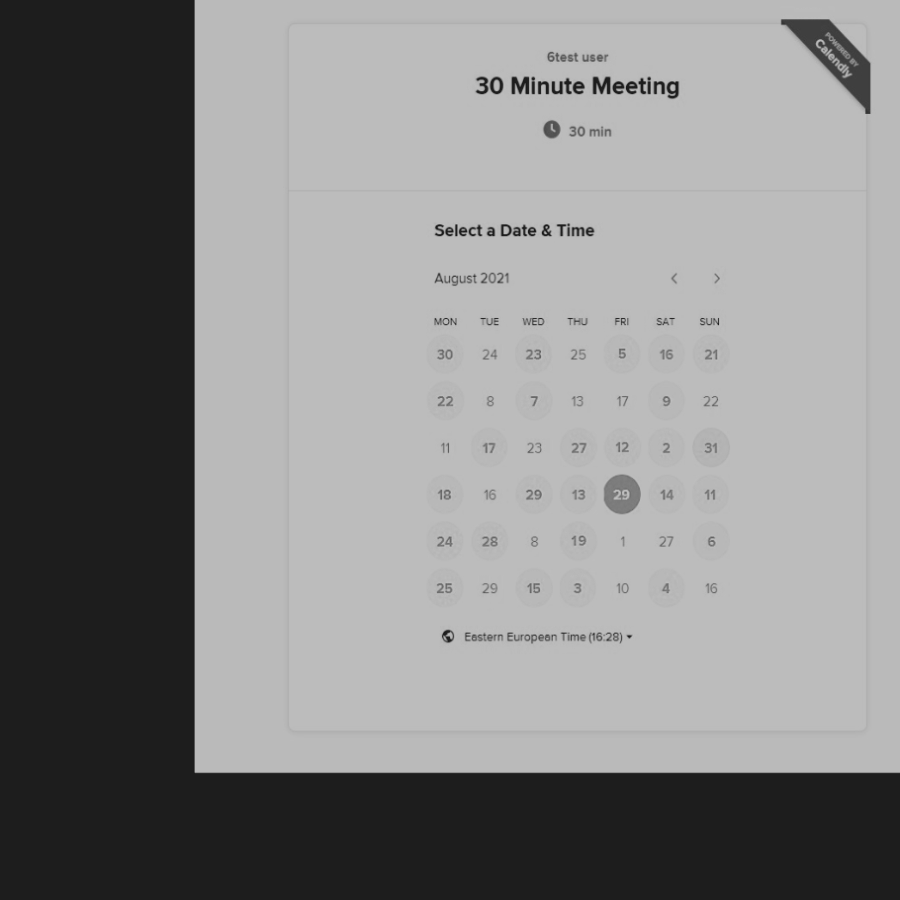 POWERED BY
Calendly
6test user
30 Minute Meeting
30 min
Select a Date & Time
August 2021
MON TUE WED THU FRI SAT SUN
30 24 23 25 5 16 21
22 8 7 13 17 9 22
11 17 23 27 12 2 31
18 16 29 13 29 14 11
24 28 8 19 1 27 6
25 29 15 3 10 4 16
Eastern European Time (16:28)